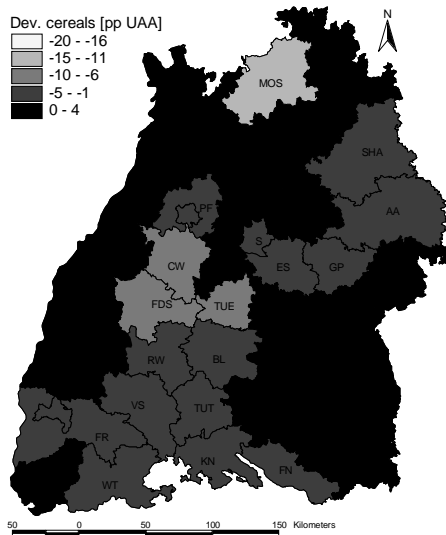 Dev. cereals [pp UAA]
-20 - -16
-15 - -11
-10 - -6
-5 - -1
0 - 4
N
MOS
SHA
AA
PF
S
ES
GP
CW
FDS
TUE
RW
BL
VS
TUT
FR
KN
FN
WT
50 0 50 100 150 Kilometers